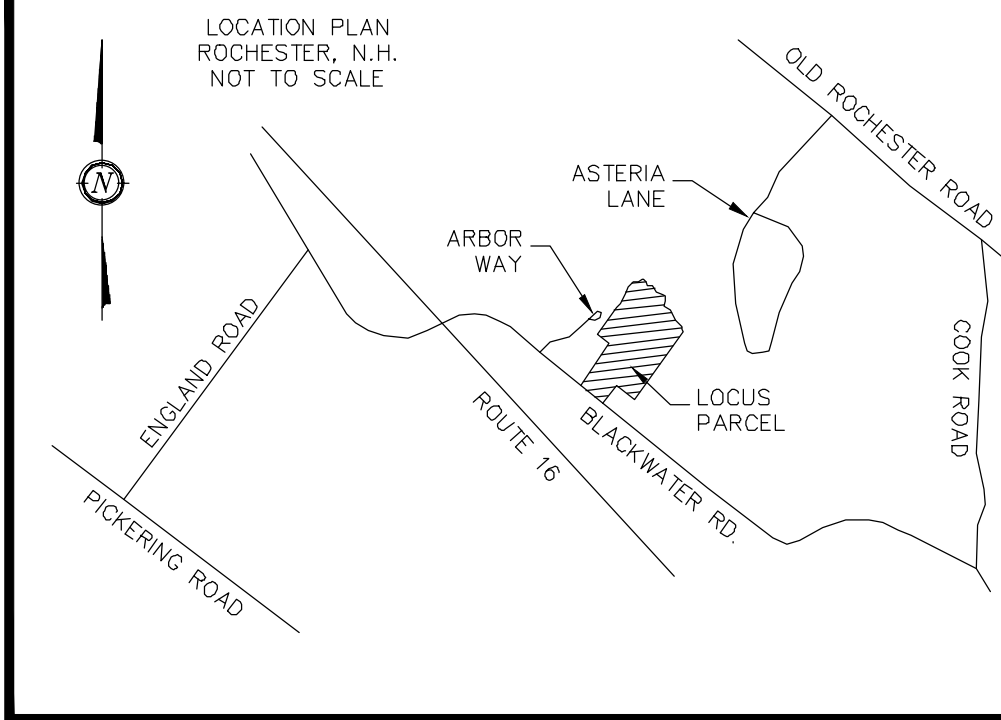 LOCATION PLAN
ROCHESTER, N.H.
NOT TO SCALE
N
OLD ROCHESTER ROAD
ASTERIA
LANE
ARBOR
WAY
ENGLAND ROAD
COOK ROAD
LOCUS
PARCEL
ROUTE 16
BLACKWATER RD.
PICKERING ROAD